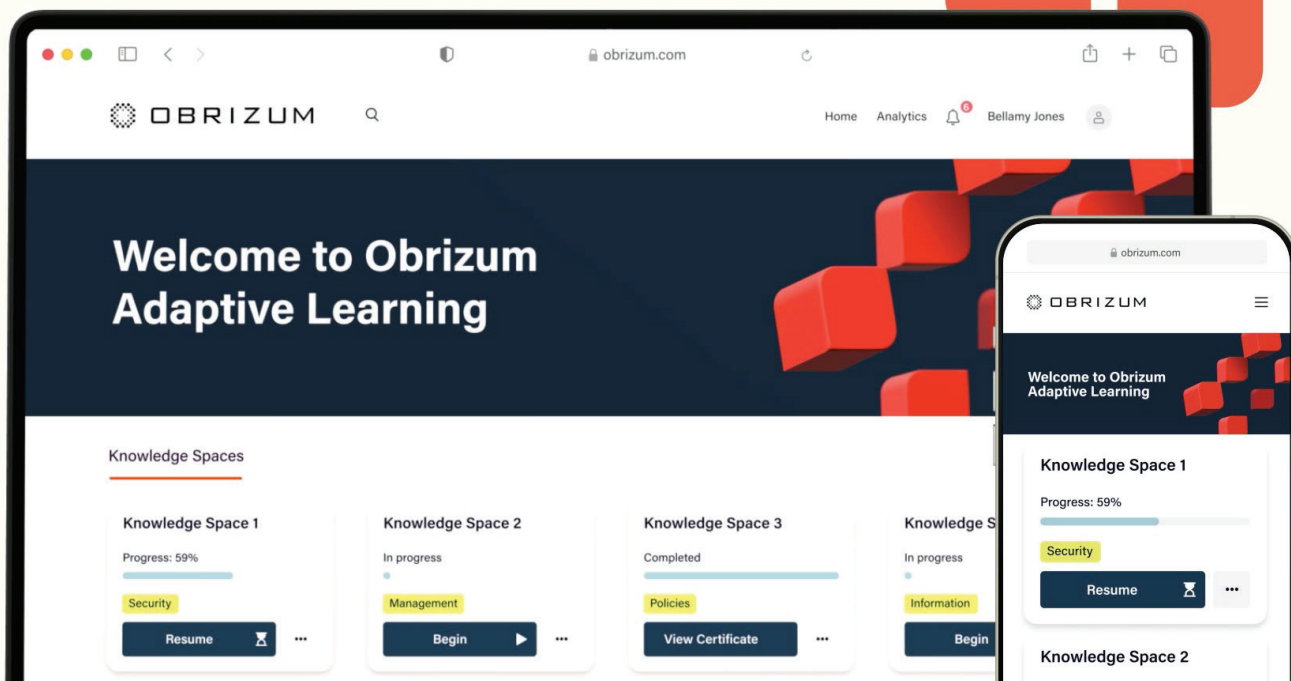 obrizum.com
OBRIZUM
Home Analytics 6 Bellamy Jones
Welcome to Obrizum
Adaptive Learning
Knowledge Spaces
Knowledge Space 1
Progress: 59%
Security
Resume
Knowledge Space 2
In progress
Management
Begin
Knowledge Space 3
Completed
Policies
View Certificate
Knowledge S
In progress
Information
Begin
obrizum.com
OBRIZUM
Welcome to Obrizum
Adaptive Learning
Knowledge Space 1
Progress: 59%
Security
Resume
Knowledge Space 2